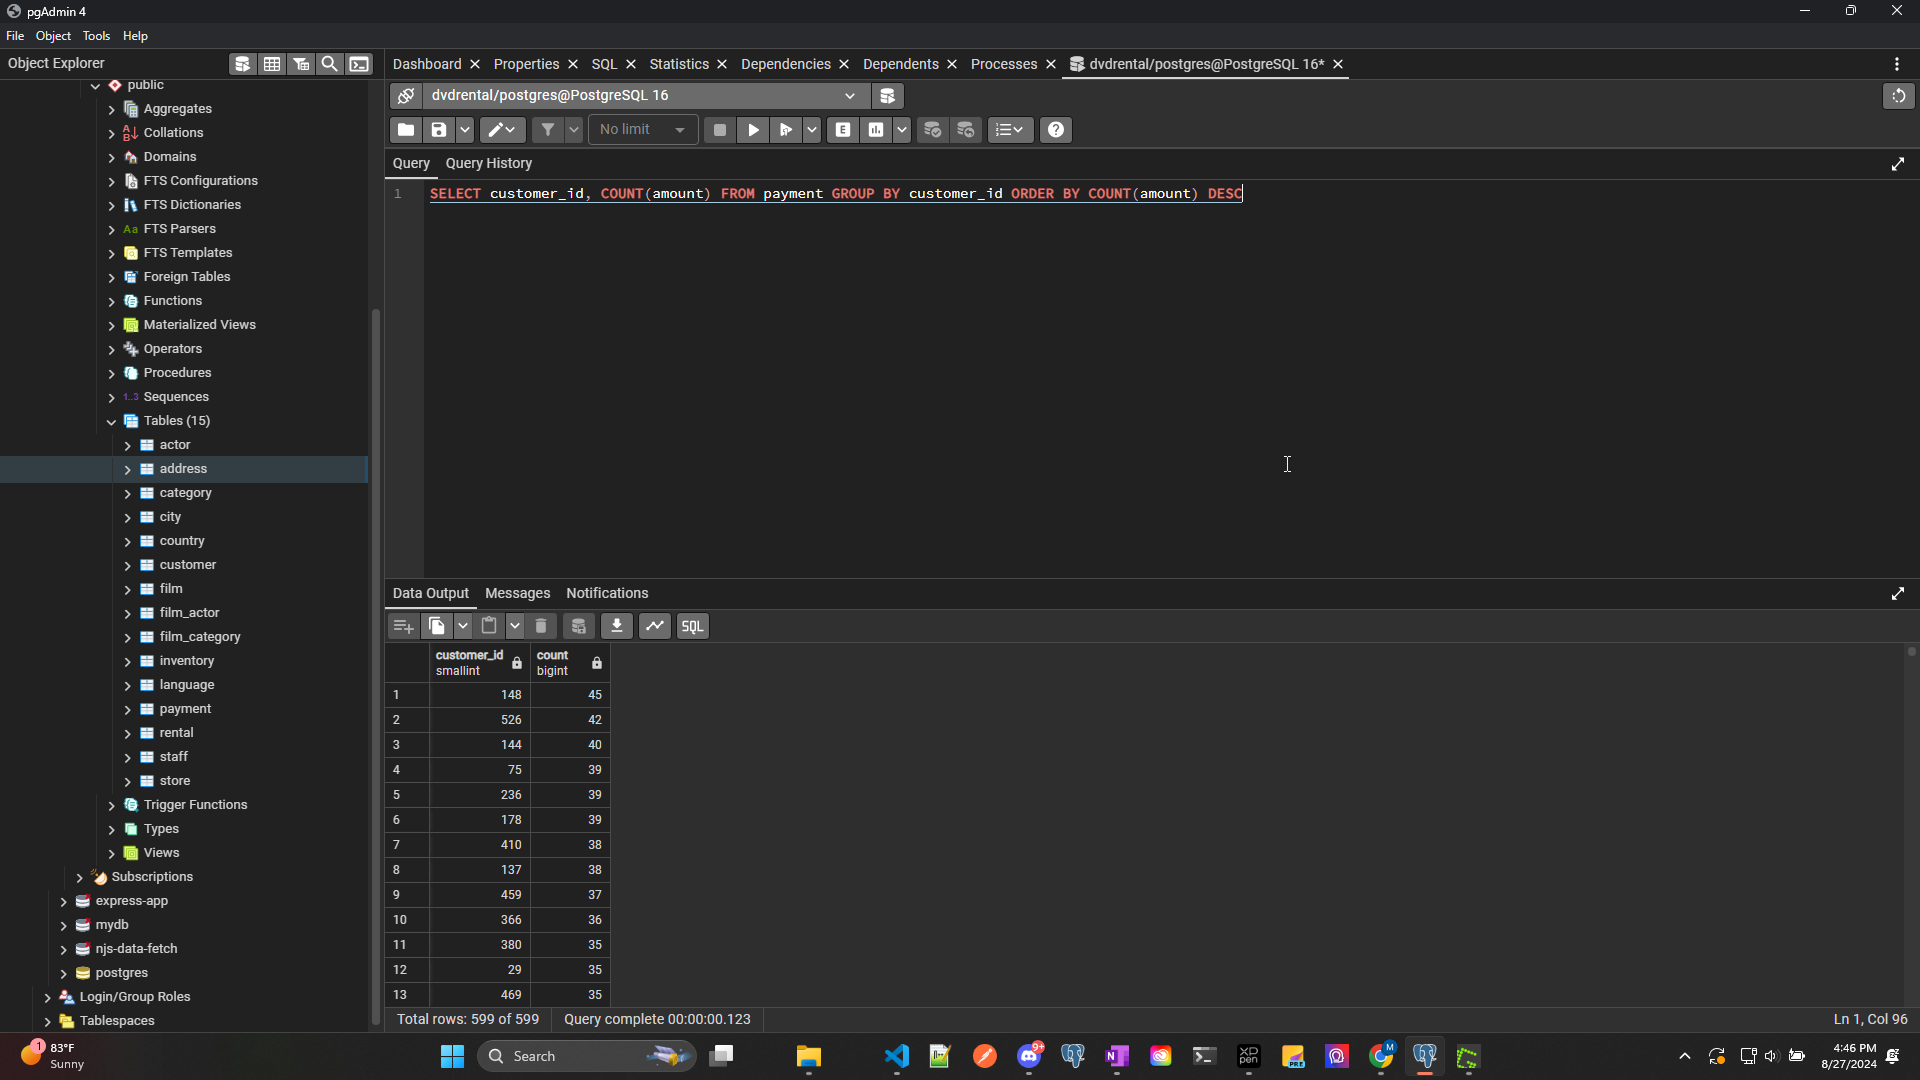 pgAdmin 4
File Object Tools Help
Object Explorer
public
Aggregates
Collations
Domains
FTS Configurations
FTS Dictionaries
Aa FTS Parsers
FTS Templates
Foreign Tables
Functions
Materialized Views
Operators
Procedures
1..3 Sequences
Tables (15)
actor
address
category
city
country
customer
film
film_actor
film_category
inventory
language
payment
rental
staff
store
Trigger Functions
Types
Views
Subscriptions
express-app
mydb
njs-data-fetch
postgres
Login/Group Roles
Tablespaces
Dashboard Properties SQL Statistics Dependencies Dependents Processes dvdrental/postgres@PostgreSQL 16*
dvdrental/postgres@PostgreSQL 16
No limit E
Query Query History
1 SELECT customer_id, COUNT(amount) FROM payment GROUP BY customer_id ORDER BY COUNT(amount) DESC
Data Output Messages Notifications
SQL
customer_id count
smallint bigint
1 148 45
2 526 42
3 144 40
4 75 39
5 236 39
6 178 39
7 410 38
8 137 38
9 459 37
10 366 36
11 380 35
12 29 35
13 469 35
Total rows: 599 of 599 Query complete 00:00:00.123 Ln 1, Col 96
1 83°F
Sunny
Search
9+
M
4:46 PM
8/27/2024